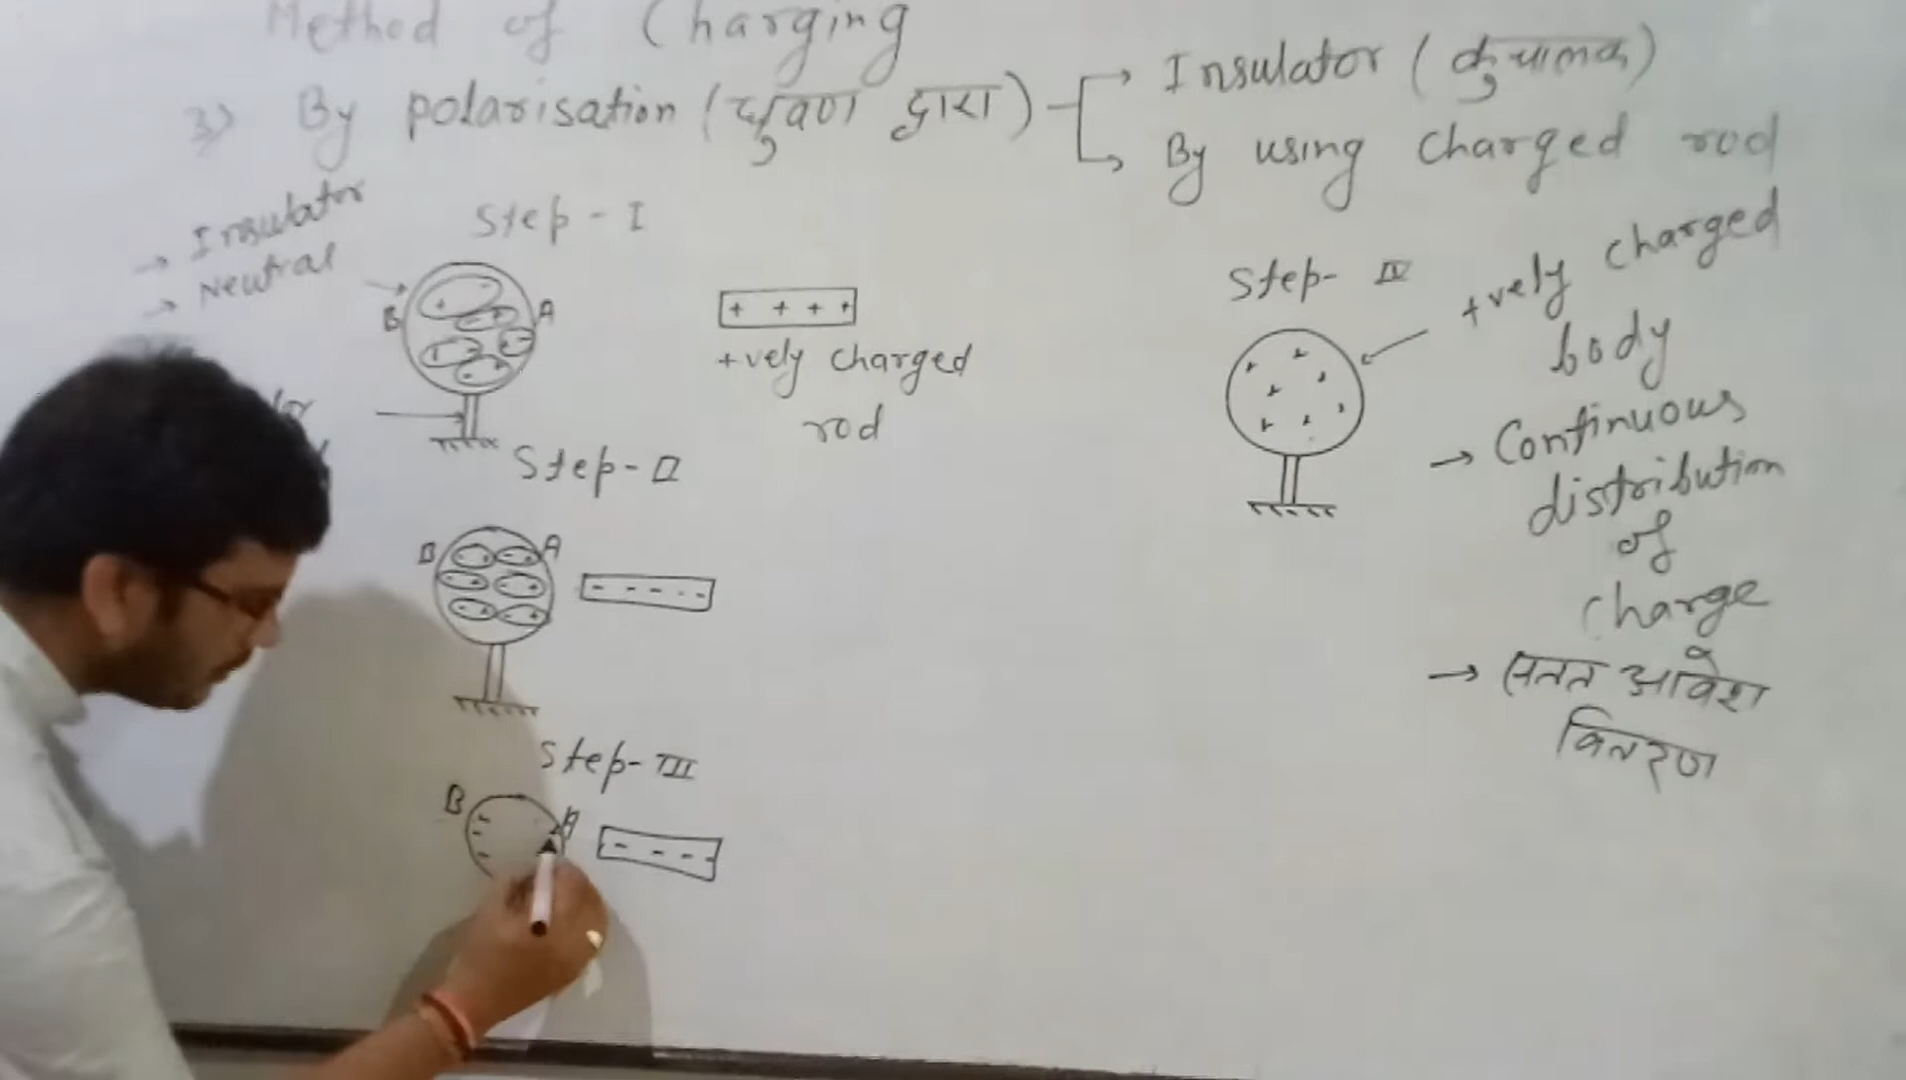 Method of Charging
3) By polarisation (ध्रुवण द्वारा)
Insulator (कुचालक)
By using charged rod
→ Insulator
→ Neutral
Step - I
B
A
+ + + +
+vely charged
rod
Step - II
B
A
- - - - -
Step - III
B
A
- - - -
Step - IV
+vely charged
body
→ Continuous
distribution
of
charge
→ सतत आवेश
वितरण